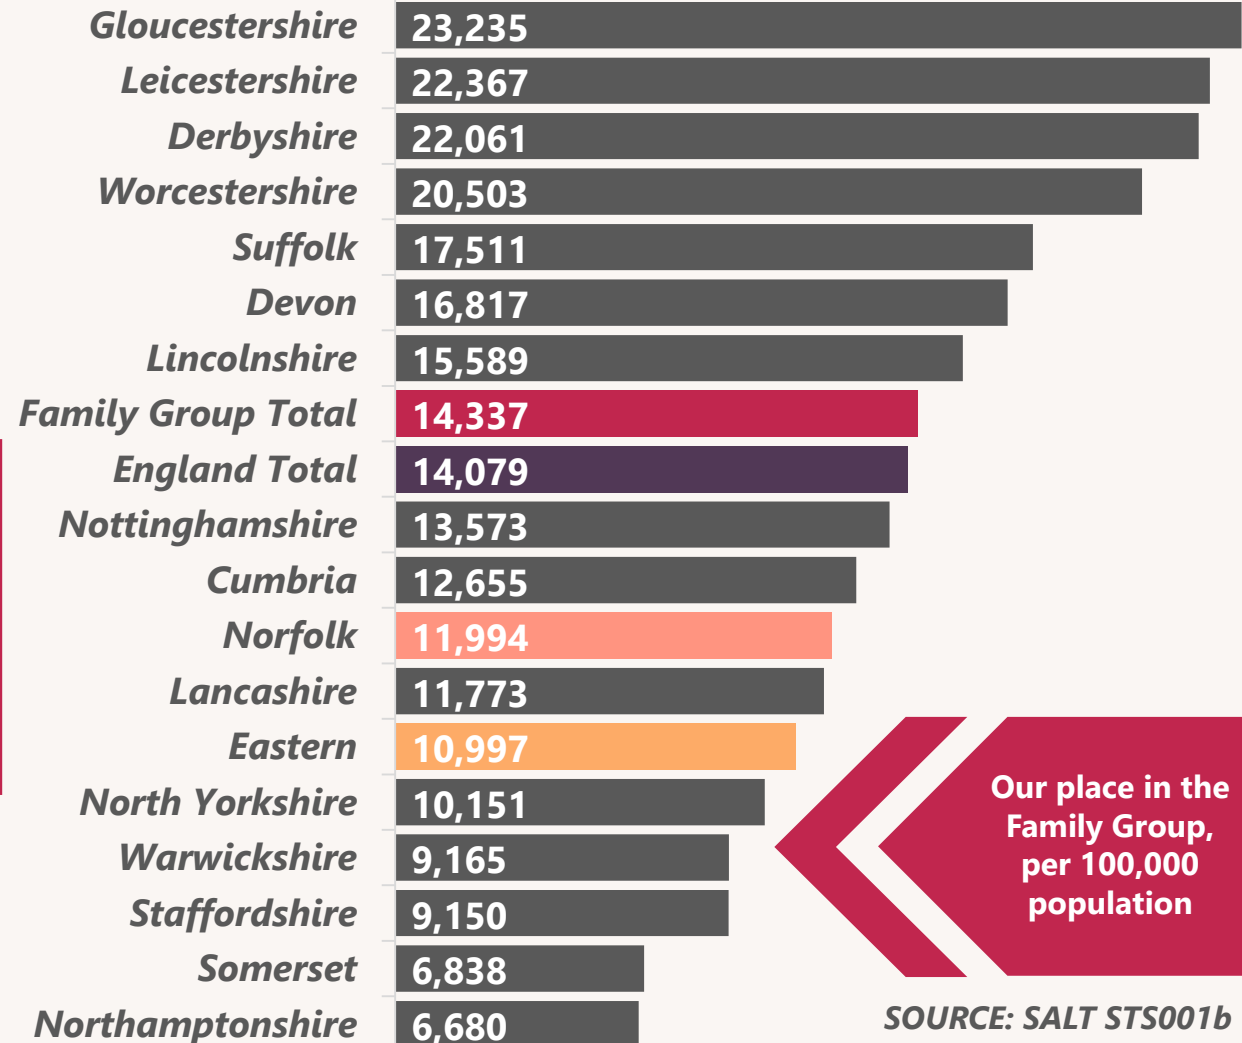 Gloucestershire 23,235
Leicestershire 22,367
Derbyshire 22,061
Worcestershire 20,503
Suffolk 17,511
Devon 16,817
Lincolnshire 15,589
Family Group Total 14,337
England Total 14,079
Nottinghamshire 13,573
Cumbria 12,655
Norfolk 11,994
Lancashire 11,773
Eastern 10,997
North Yorkshire 10,151
Warwickshire 9,165
Staffordshire 9,150
Somerset 6,838
Northamptonshire 6,680
Our place in the
Family Group,
per 100,000
population
SOURCE: SALT STS001b